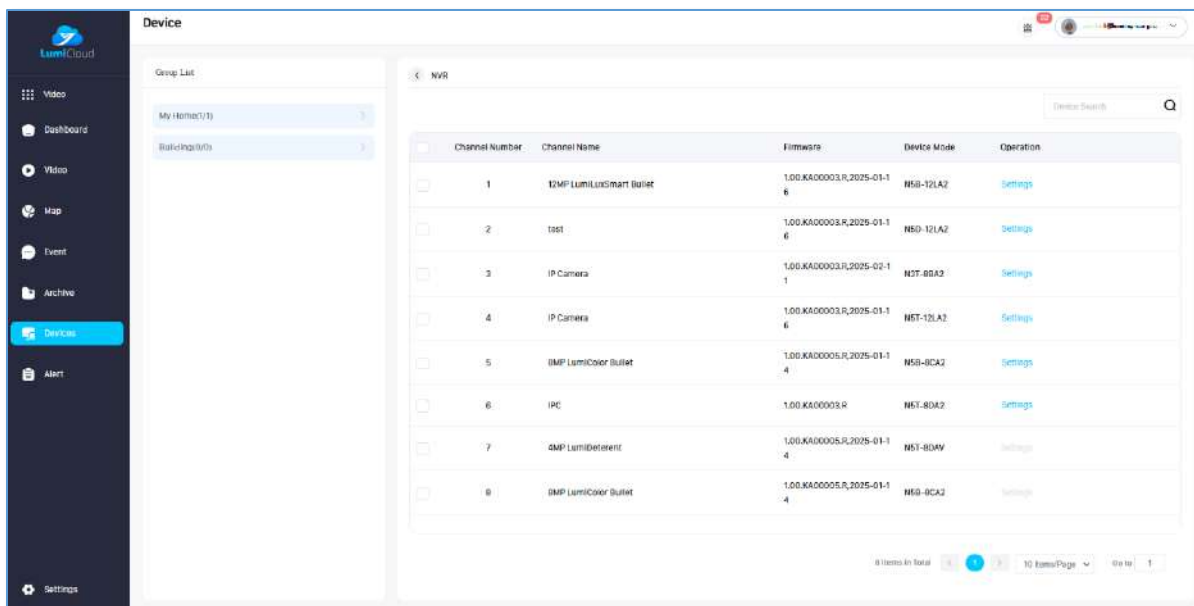 Device
LumiCloud
Video
Dashboard
Video
Map
Event
Archive
Devices
Alert
Settings
Group List
My Home(1/1)
Buildings(0/0)
NVR
Device Search
Channel Number Channel Name Firmware Device Mode Operation
1 12MP LumiLuxSmart Bullet 1.00.KA00003.R,2025-01-1
6 N5B-12LA2 Settings
2 test 1.00.KA00003.R,2025-01-1
6 N5D-12LA2 Settings
3 IP Camera 1.00.KA00003.R,2025-02-1
1 Settings
4 IP Camera 1.00.KA00003.R,2025-01-1
6 N5T-12LA2 Settings
5 8MP LumiColor Bullet 1.00.KA00005.R,2025-01-1
4 N5B-8CA2 Settings
6 IPC 1.00.KA00003.R N5T-8DA2 Settings
7 4MP LumiDeterent 1.00.KA00005.R,2025-01-1
4 N5T-8DAV Settings
8 8MP LumiColor Bullet 1.00.KA00005.R,2025-01-1
4 N5B-8CA2 Settings
8 Items in Total 1 10 Items/Page Go to 1